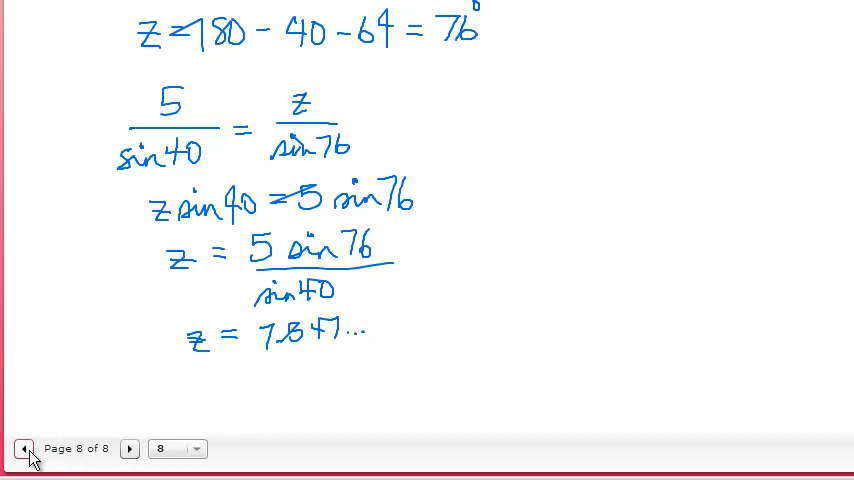 z = 180 - 40 - 64 = 76°
5 / sin40 = z / sin76
z sin40 = 5 sin76
z = 5 sin76 / sin40
z = 7.547...
Page 8 of 8 8